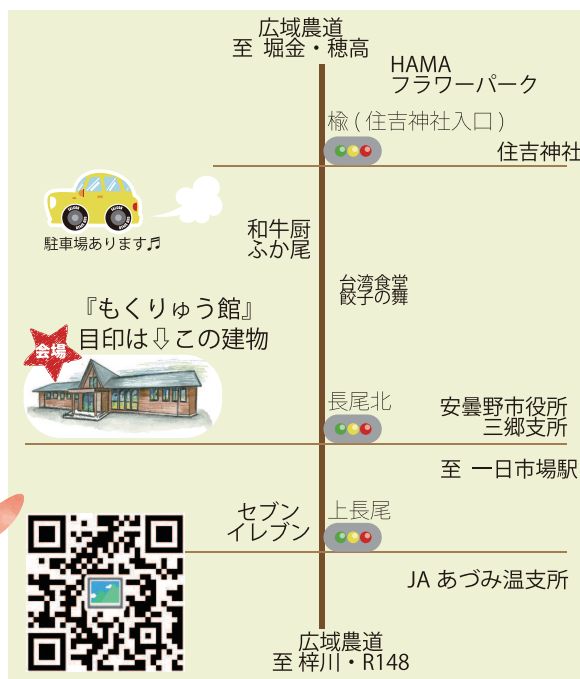 広域農道
至 堀金・穂高
HAMA
フラワーパーク
楡 ( 住吉神社入口 )
住吉神社
駐車場あります♬
和牛厨
ふか尾
台湾食堂
餃子の舞
『もくりゅう館』
目印は⇩この建物
会場
長尾北
安曇野市役所
三郷支所
至 一日市場駅
セブン
イレブン
上長尾
JA あづみ温支所
広域農道
至 梓川・R148